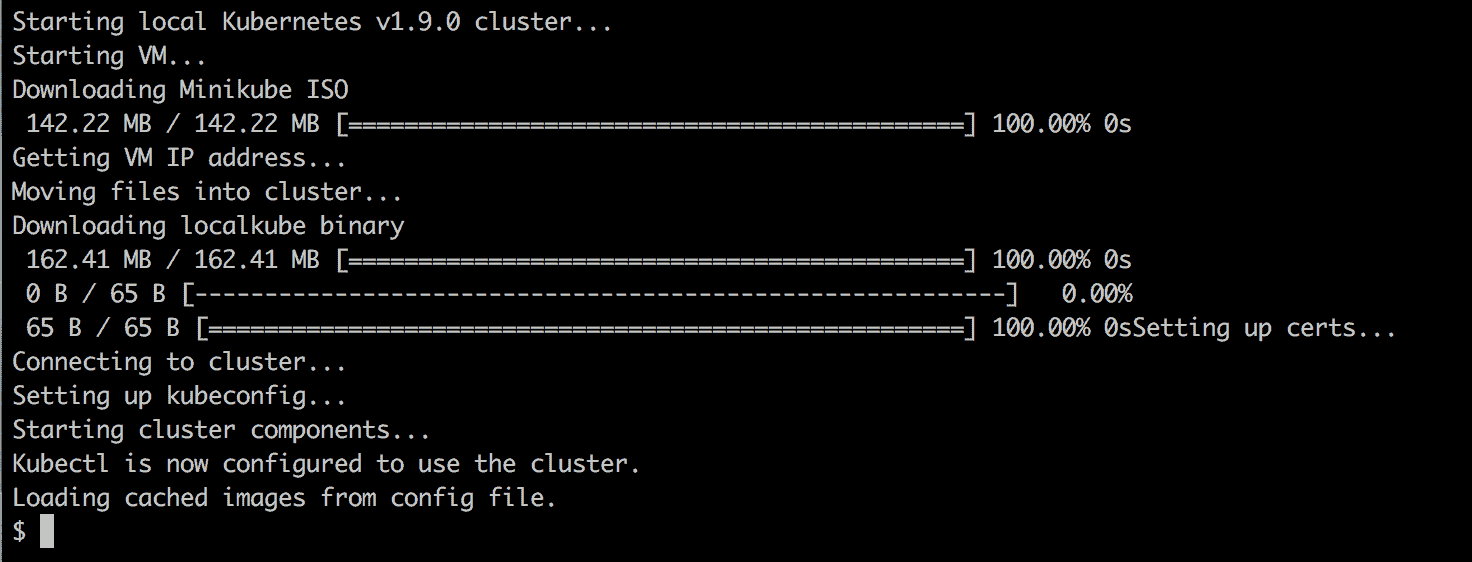 Starting local Kubernetes v1.9.0 cluster...
Starting VM...
Downloading Minikube ISO
 142.22 MB / 142.22 MB [============================================] 100.00% 0s
Getting VM IP address...
Moving files into cluster...
Downloading localkube binary
 162.41 MB / 162.41 MB [============================================] 100.00% 0s
 0 B / 65 B [----------------------------------------------------------]   0.00%
 65 B / 65 B [======================================================] 100.00% 0sSetting up certs...
Connecting to cluster...
Setting up kubeconfig...
Starting cluster components...
Kubectl is now configured to use the cluster.
Loading cached images from config file.
$